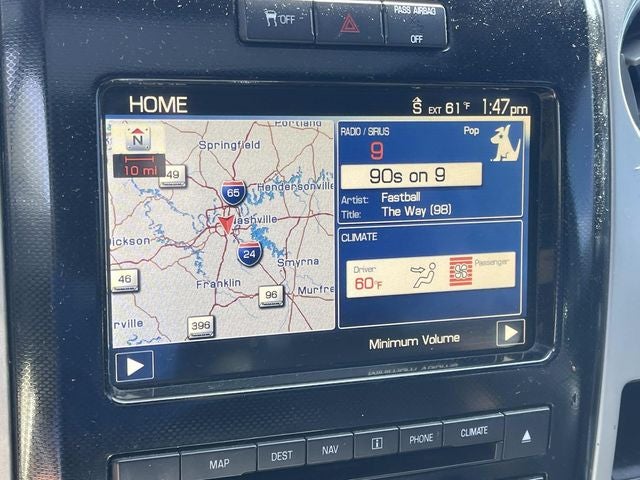 OFF
PASS AIRBAG
OFF
HOME
S EXT 61°F 1:47pm
N
10 mi
Portland
Springfield
49
65
Hendersonville
Nashville
Dickson
24
Smyrna
46
Franklin
96
Murfre
rville
396
RADIO / SIRIUS
Pop
9
90s on 9
Artist: Fastball
Title: The Way (98)
CLIMATE
Driver
60°F
Passenger
Minimum Volume
MAP
DEST
NAV
i
PHONE
CLIMATE